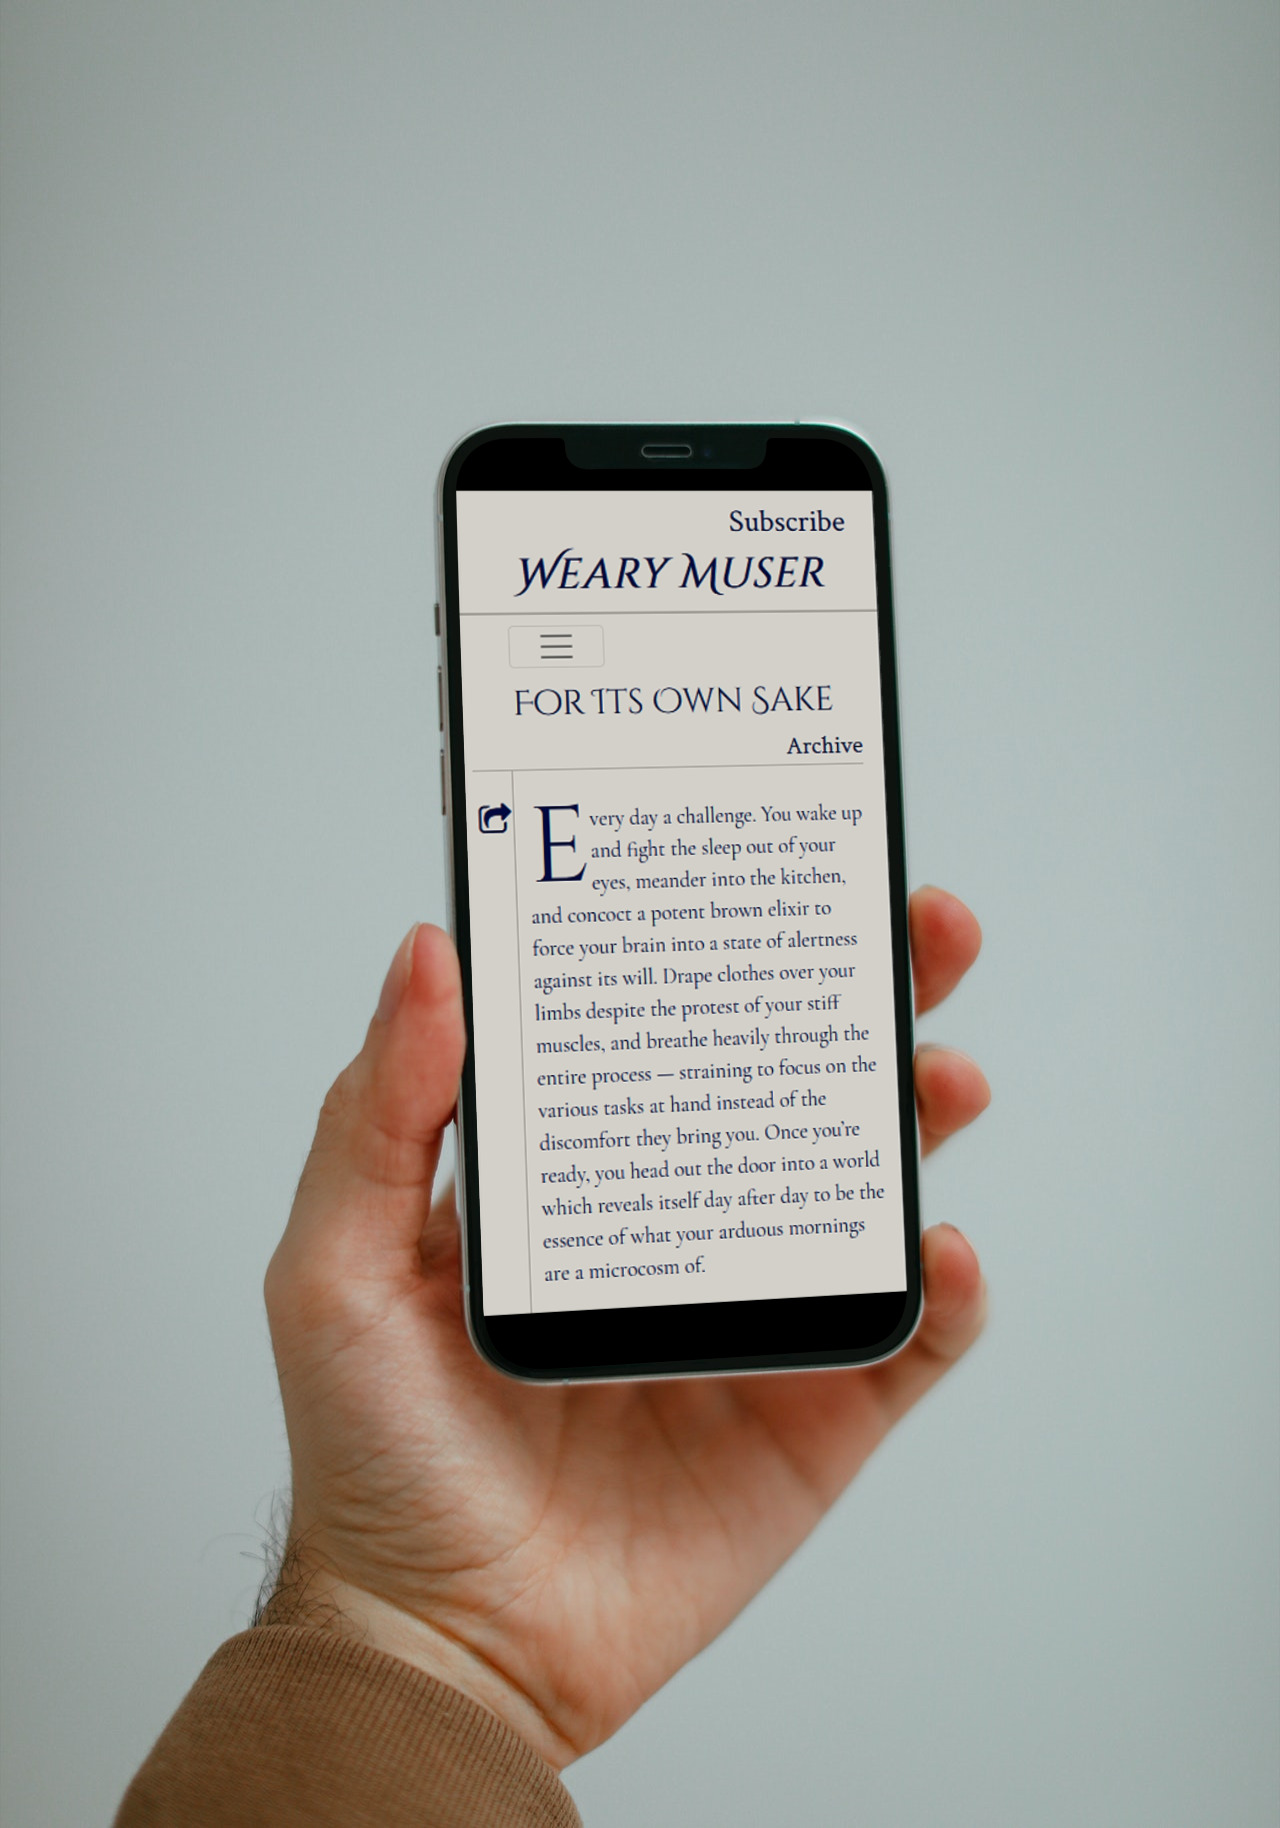 Subscribe
WEARY MUSER
FOR ITS OWN SAKE
Archive
Every day a challenge. You wake up
and fight the sleep out of your
eyes, meander into the kitchen,
and concoct a potent brown elixir to
force your brain into a state of alertness
against its will. Drape clothes over your
limbs despite the protest of your stiff
muscles, and breathe heavily through the
entire process — straining to focus on the
various tasks at hand instead of the
discomfort they bring you. Once you're
ready, you head out the door into a world
which reveals itself day after day to be the
essence of what your arduous mornings
are a microcosm of.